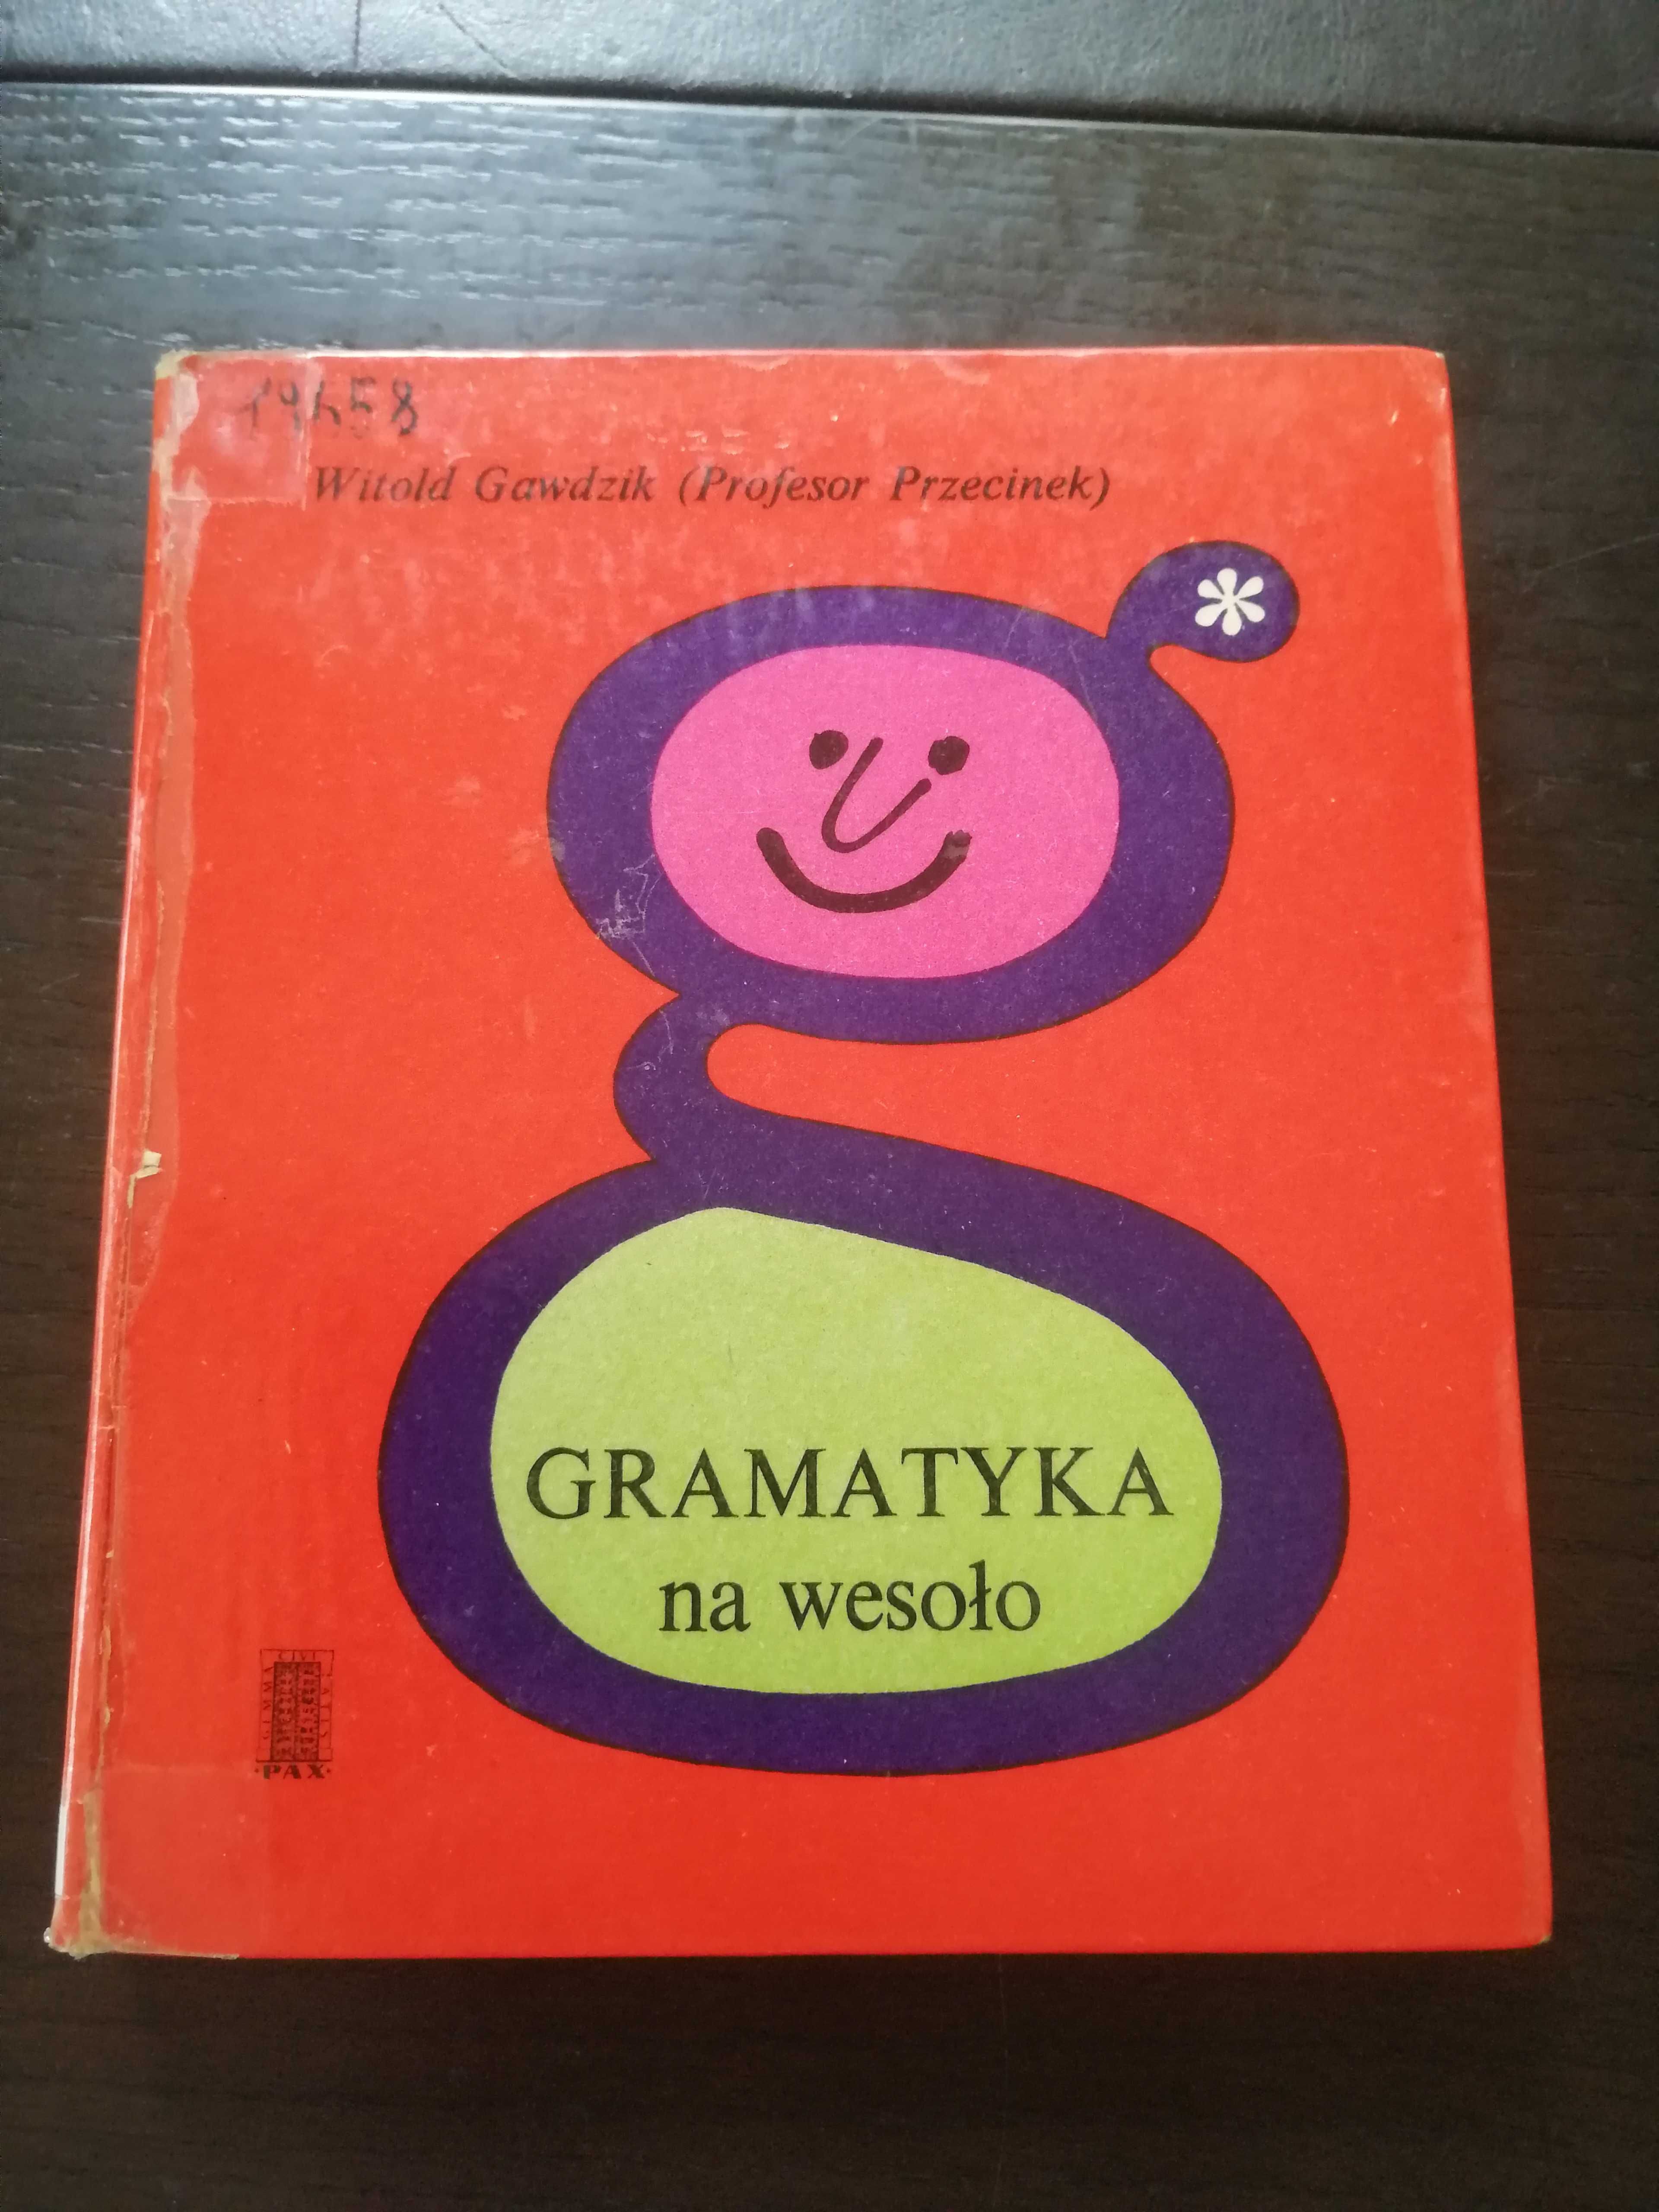 Witold Gawdzik (Profesor Przecinek)
GRAMATYKA
na wesoło
·PAX·